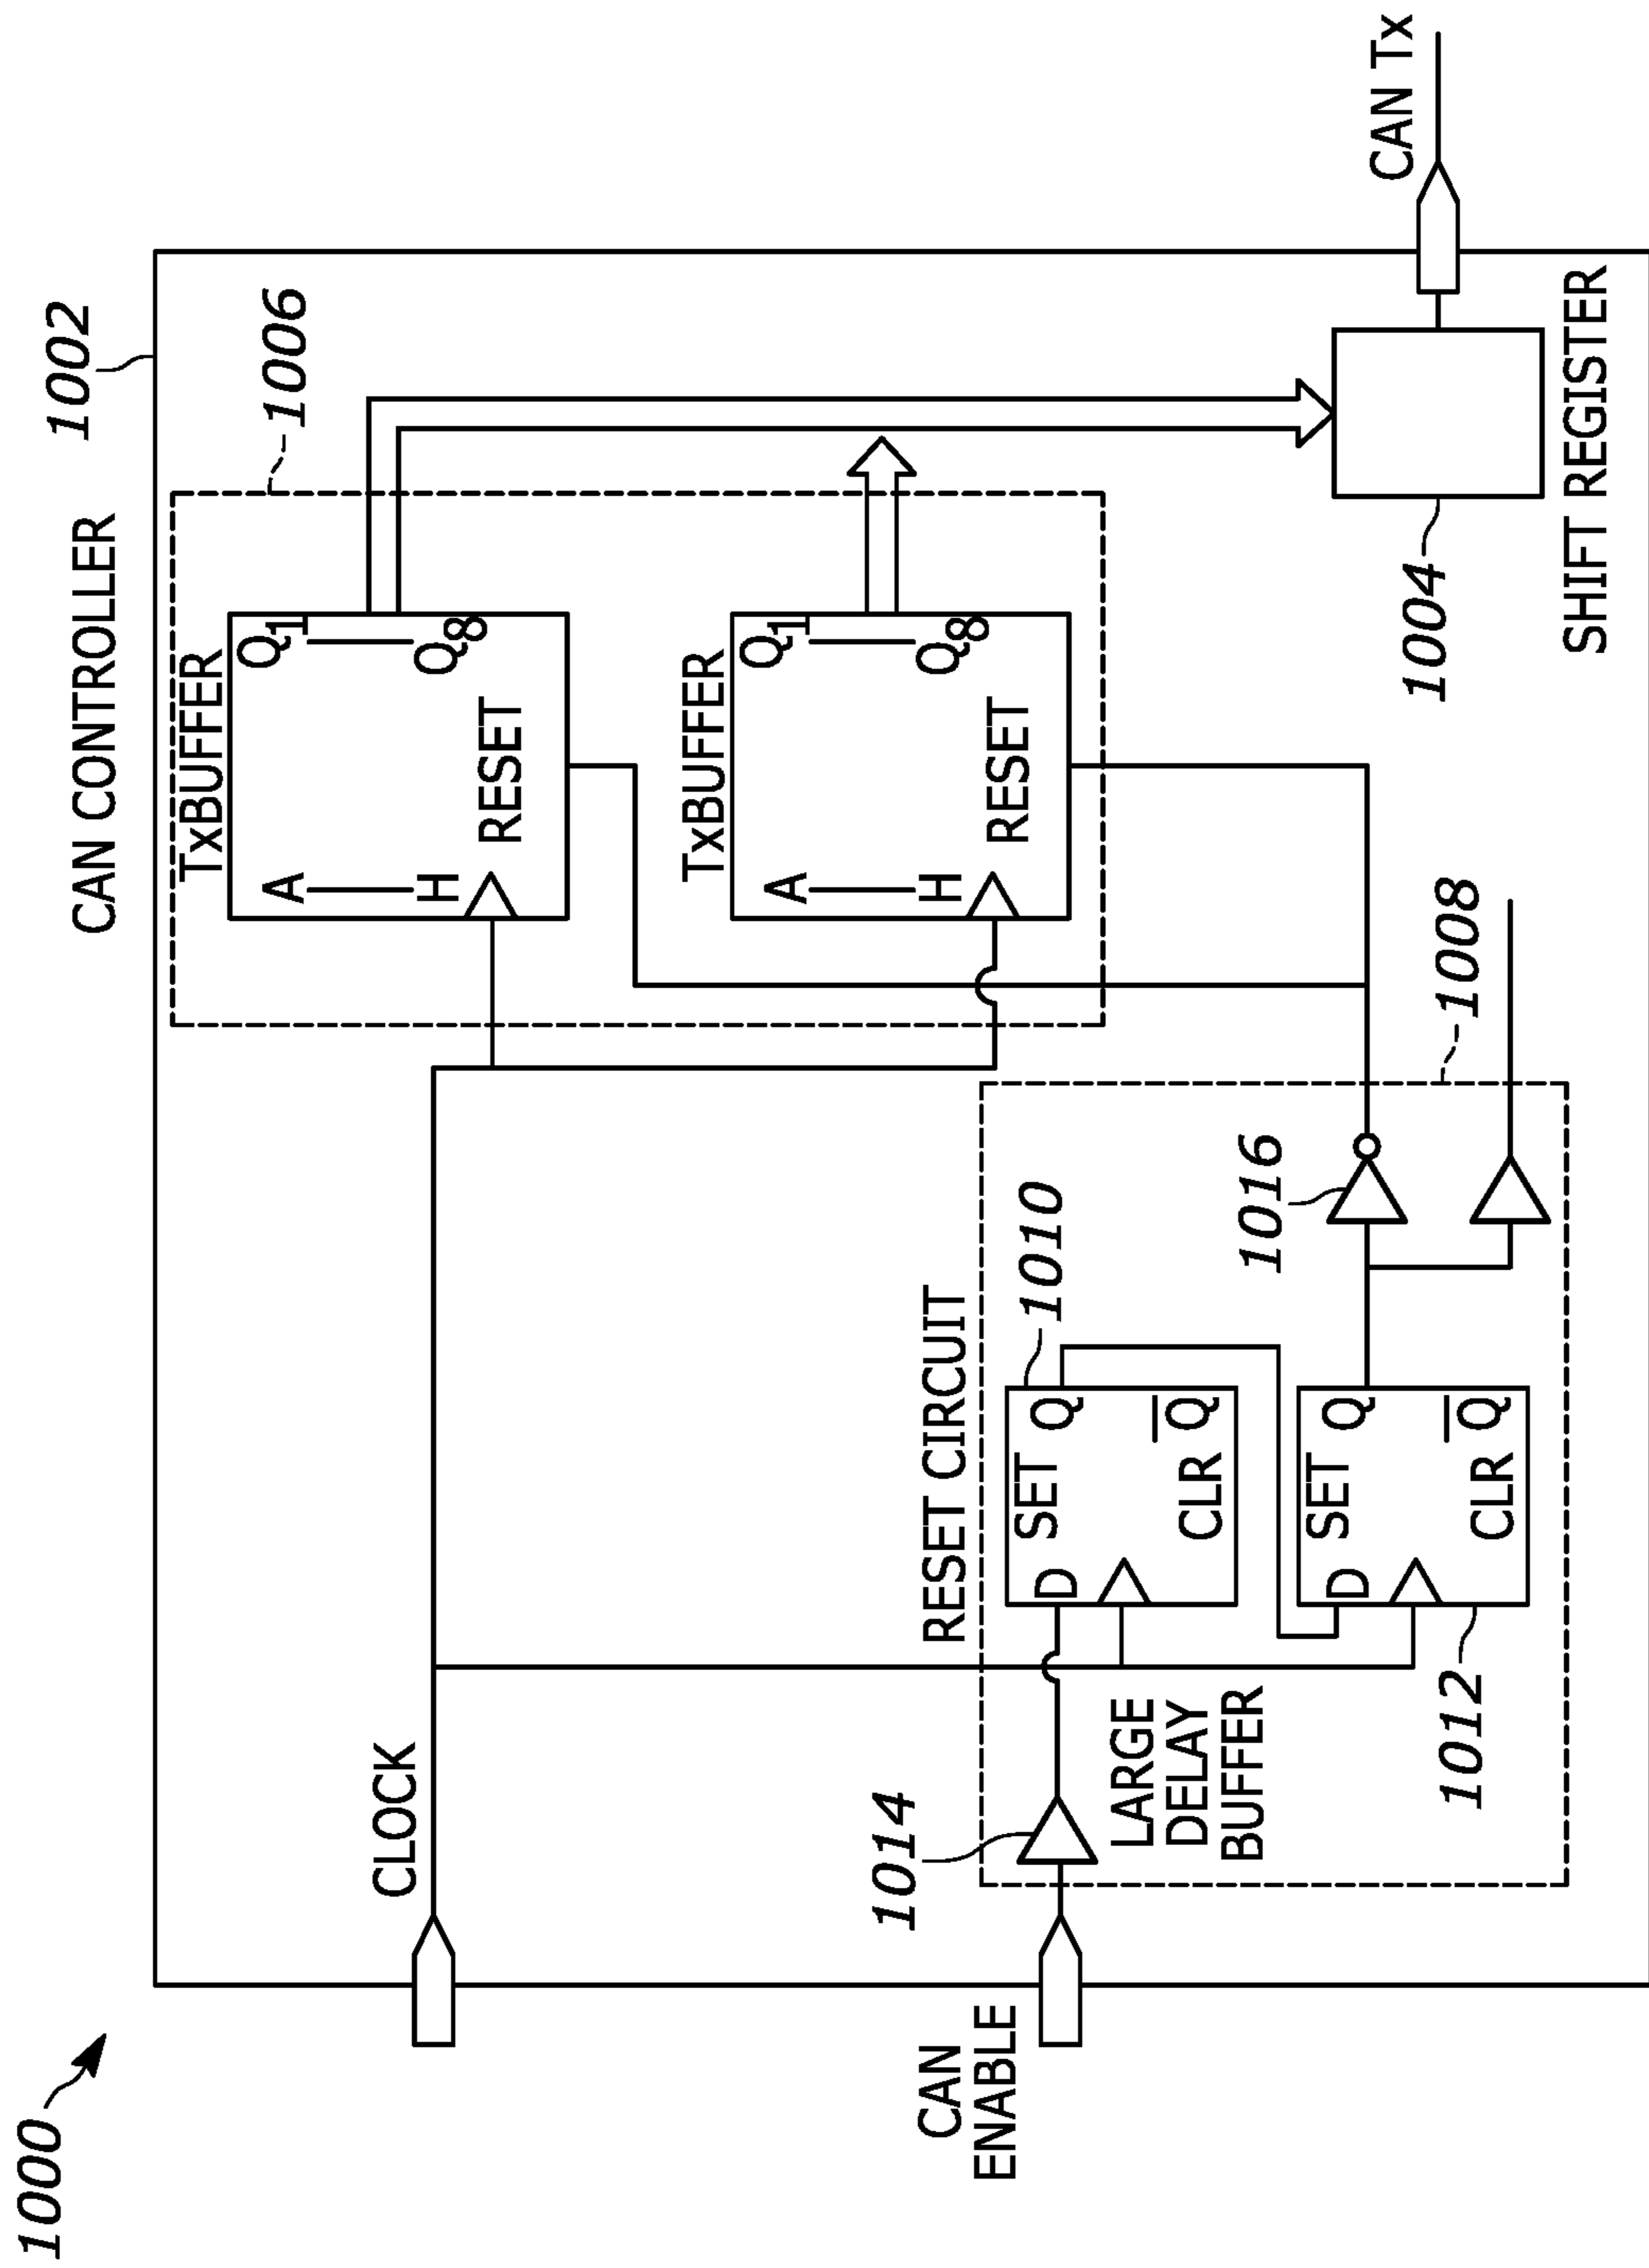 1000
1002
CAN CONTROLLER
1006
TxBUFFER
A
H
Q1
Q8
RESET
TxBUFFER
A
H
Q1
Q8
RESET
CLOCK
CAN
ENABLE
RESET CIRCUIT
1008
1014
LARGE
DELAY
BUFFER
1010
D
SET
Q
CLR
Q̅
1012
D
SET
Q
CLR
Q̅
1016
1004
SHIFT REGISTER
CAN Tx